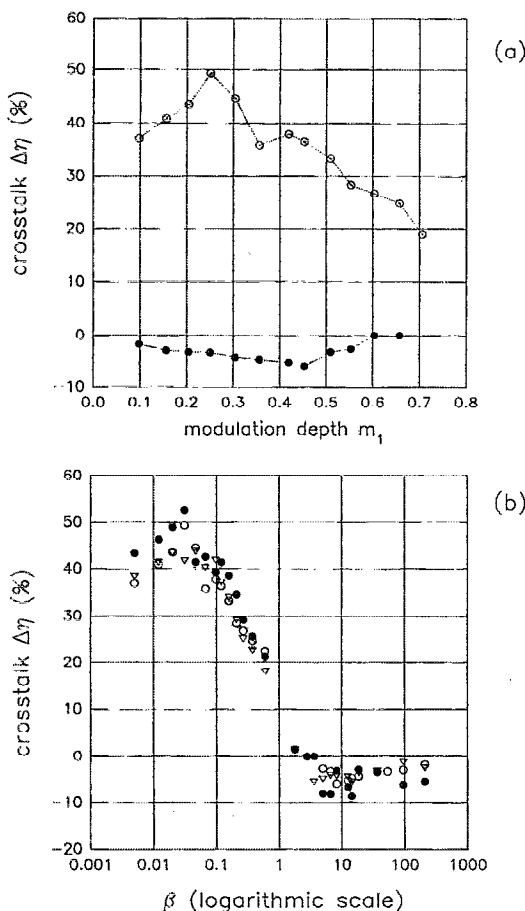 (a)
60
50
40
30
20
10
0
−10
crosstalk Δη (%)
0.0 0.1 0.2 0.3 0.4 0.5 0.6 0.7 0.8
modulation depth m₁
(b)
60
50
40
30
20
10
0
−10
−20
crosstalk Δη (%)
0.001 0.01 0.1 1 10 100 1000
β (logarithmic scale)